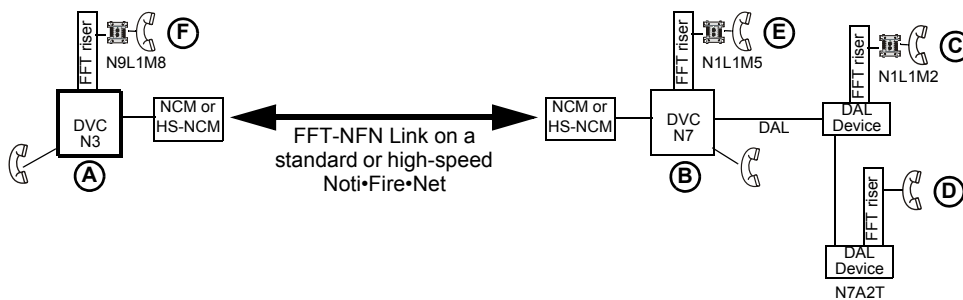 F
FFT riser
N9L1M8
DVC
N3
A
NCM or
HS-NCM
FFT-NFN Link on a
standard or high-speed
Noti•Fire•Net
NCM or
HS-NCM
E
FFT riser
N1L1M5
DVC
N7
B
DAL
C
FFT riser
N1L1M2
DAL
Device
D
FFT riser
DAL
Device
N7A2T